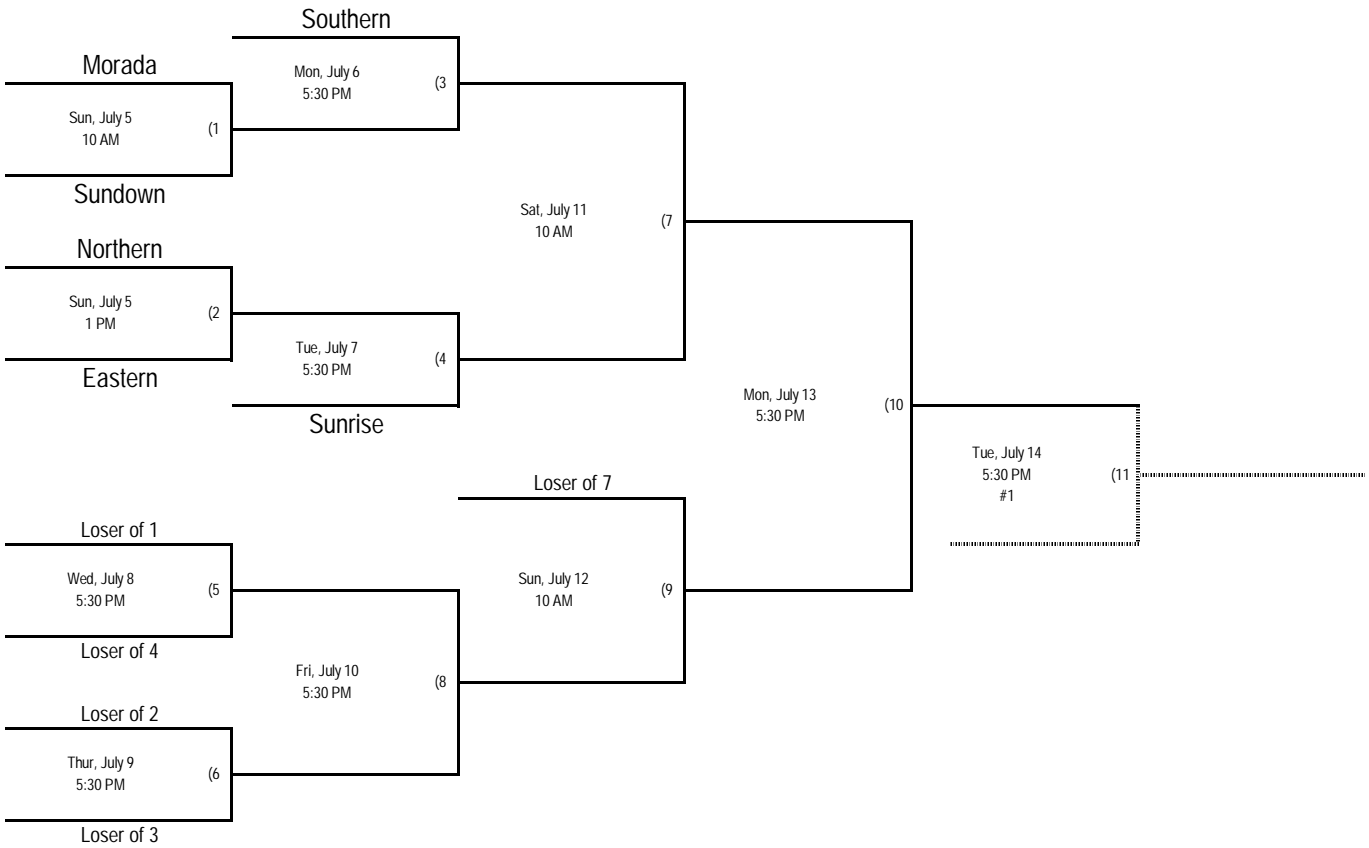 Southern
Morada
Mon, July 6
5:30 PM
(3
Sun, July 5
10 AM
(1
Sundown
Sat, July 11
10 AM
(7
Northern
Sun, July 5
1 PM
(2
Tue, July 7
5:30 PM
(4
Eastern
Sunrise
Mon, July 13
5:30 PM
(10
Tue, July 14
5:30 PM
#1
(11
Loser of 7
Loser of 1
Wed, July 8
5:30 PM
(5
Sun, July 12
10 AM
(9
Loser of 4
Fri, July 10
5:30 PM
(8
Loser of 2
Thur, July 9
5:30 PM
(6
Loser of 3